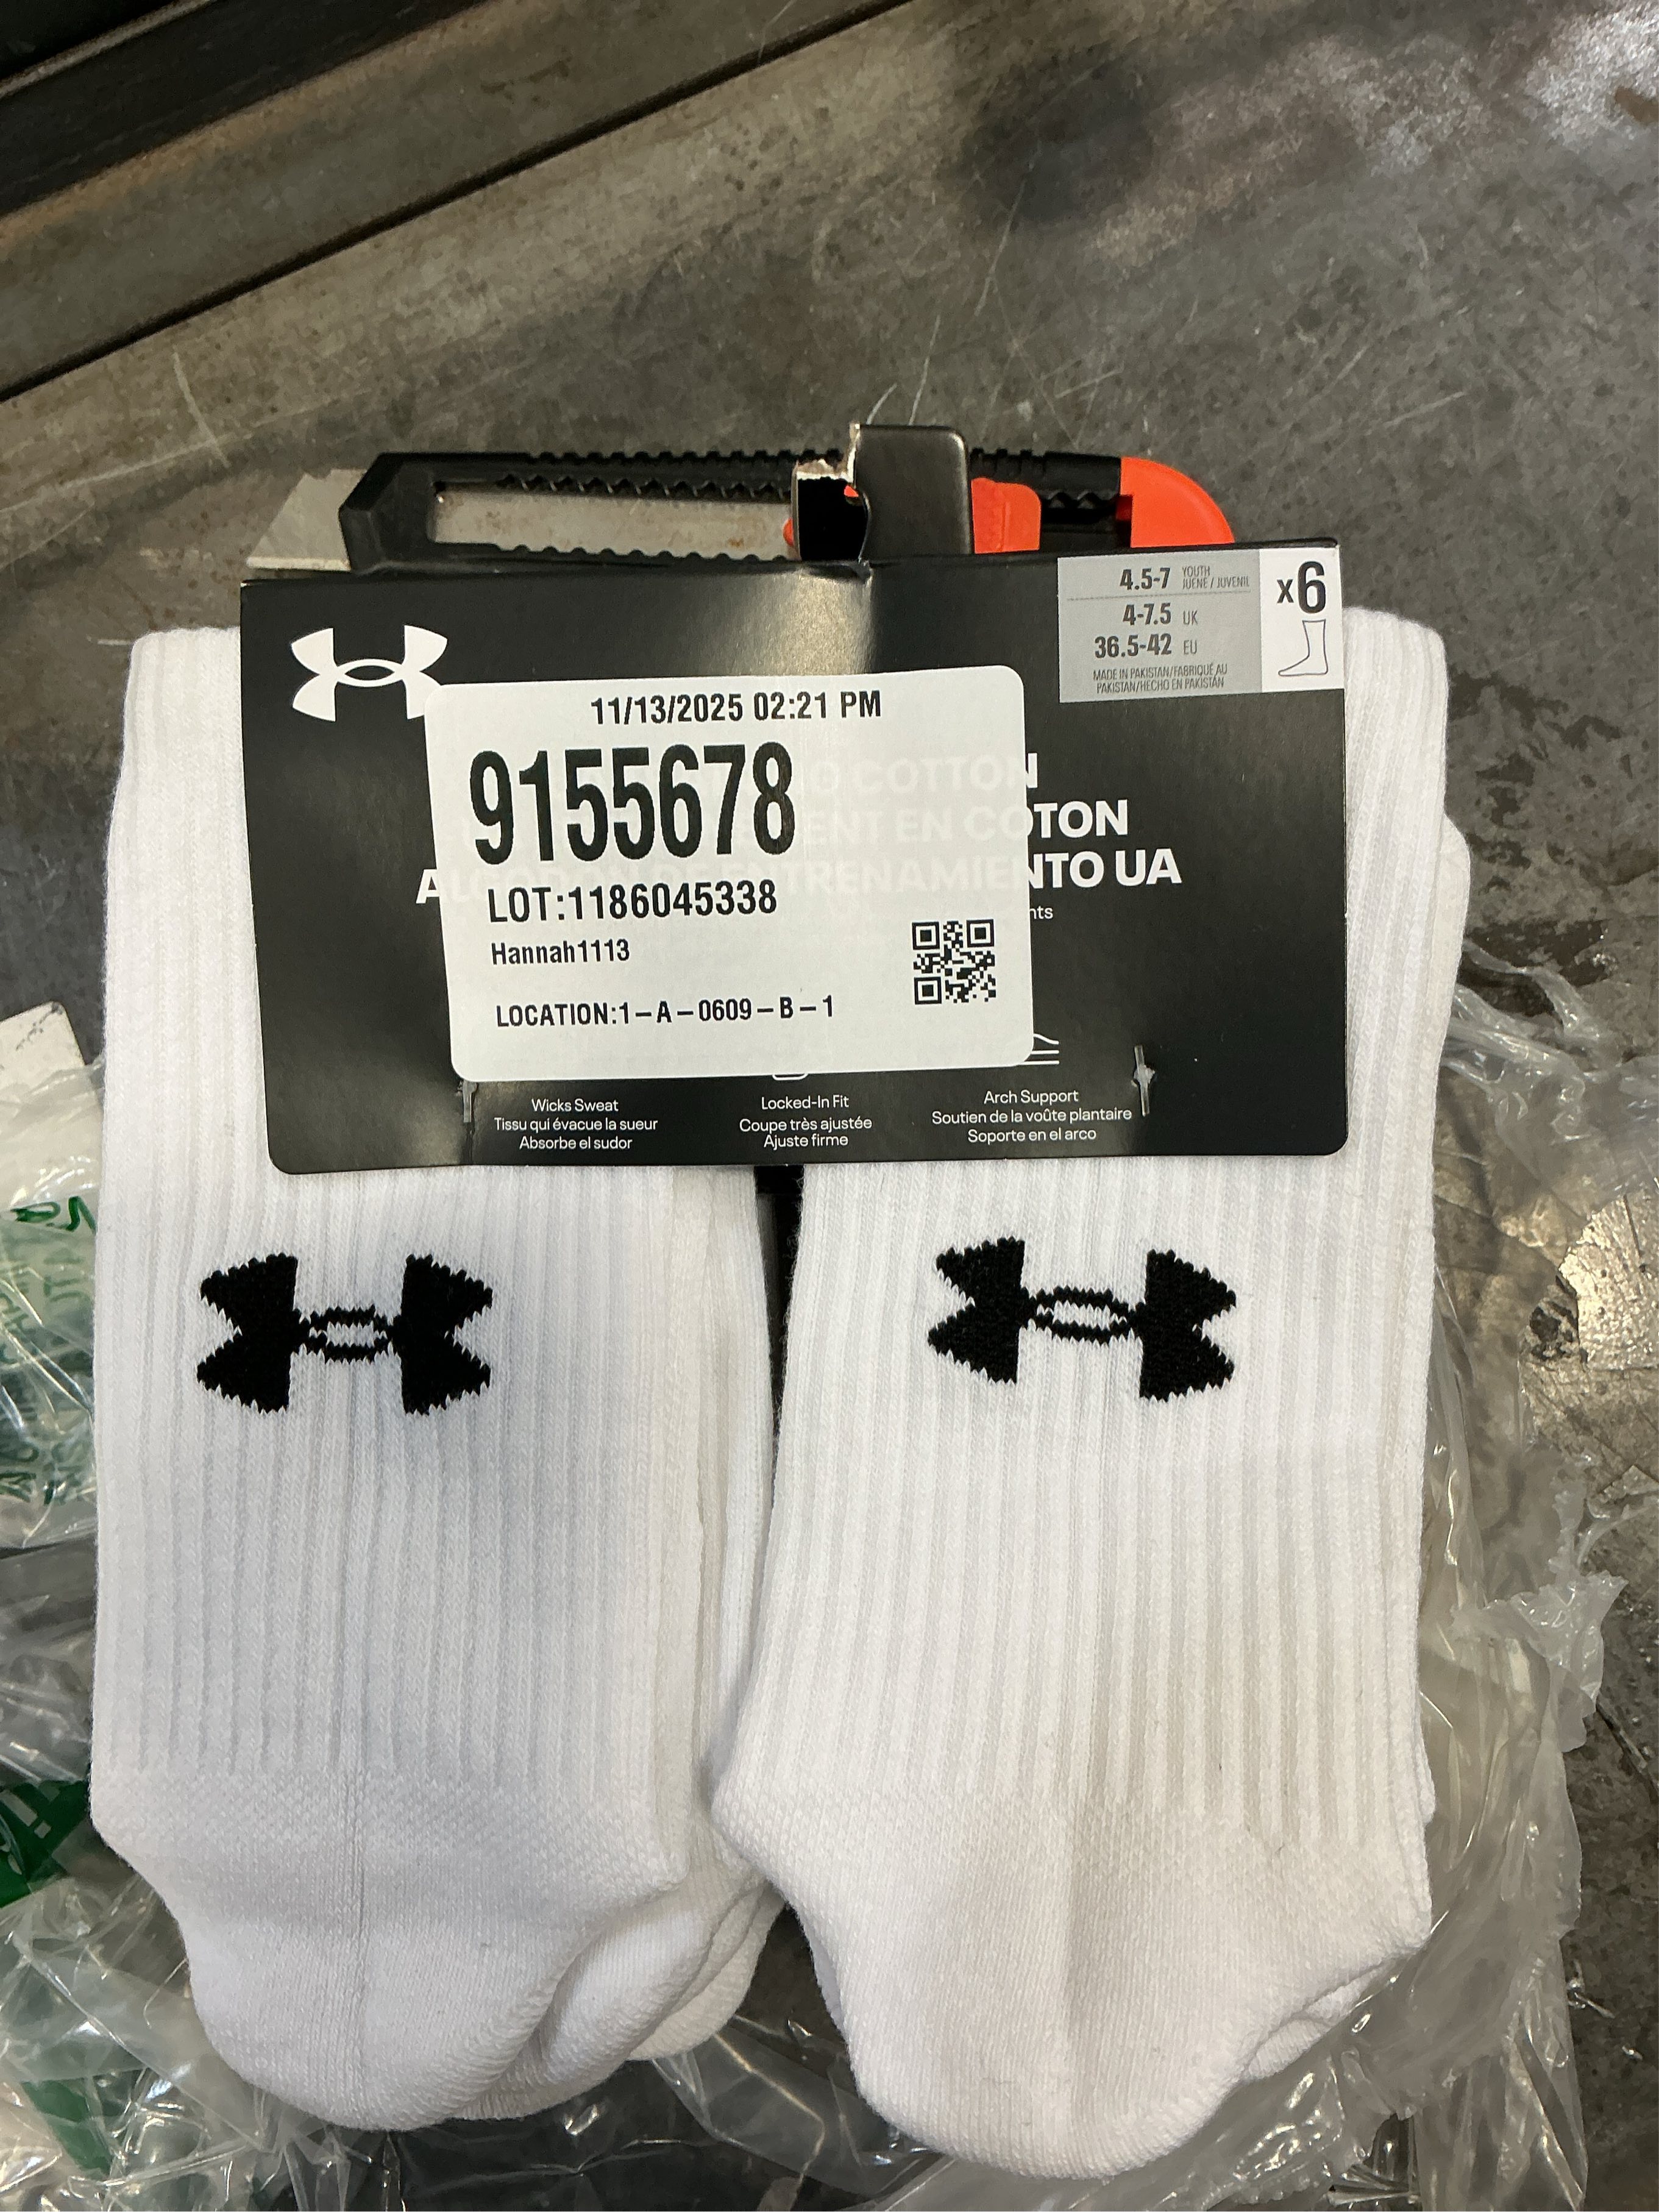 4.5-7 YOUTH
JUENE / JUVENIL
4-7.5 UK
36.5-42 EU
MADE IN PAKISTAN/FABRIQUÉ AU
PAKISTAN/HECHO EN PAKISTAN
x6
11/13/2025 02:21 PM
9155678
LOT:1186045338
Hannah1113
LOCATION:1-A-0609-B-1
COTTON
EN COTON
ENTRENAMIENTO UA
Wicks Sweat
Tissu qui évacue la sueur
Absorbe el sudor
Locked-In Fit
Coupe très ajustée
Ajuste firme
Arch Support
Soutien de la voûte plantaire
Soporte en el arco